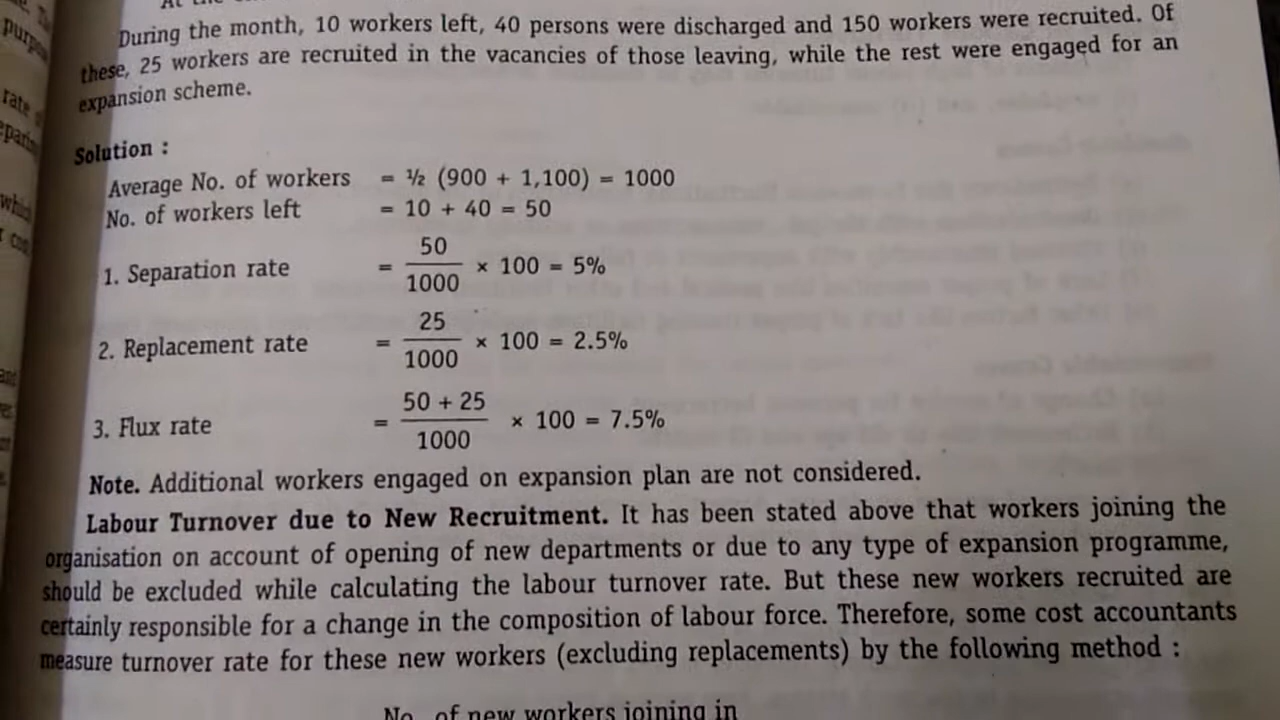 During the month, 10 workers left, 40 persons were discharged and 150 workers were recruited. Of
these, 25 workers are recruited in the vacancies of those leaving, while the rest were engaged for an
expansion scheme.
Solution :
Average No. of workers = ½ (900 + 1,100) = 1000
No. of workers left = 10 + 40 = 50
1. Separation rate = 50/1000 × 100 = 5%
2. Replacement rate = 25/1000 × 100 = 2.5%
3. Flux rate = 50 + 25/1000 × 100 = 7.5%
Note. Additional workers engaged on expansion plan are not considered.
Labour Turnover due to New Recruitment. It has been stated above that workers joining the
organisation on account of opening of new departments or due to any type of expansion programme,
should be excluded while calculating the labour turnover rate. But these new workers recruited are
certainly responsible for a change in the composition of labour force. Therefore, some cost accountants
measure turnover rate for these new workers (excluding replacements) by the following method :
No. of new workers joining in